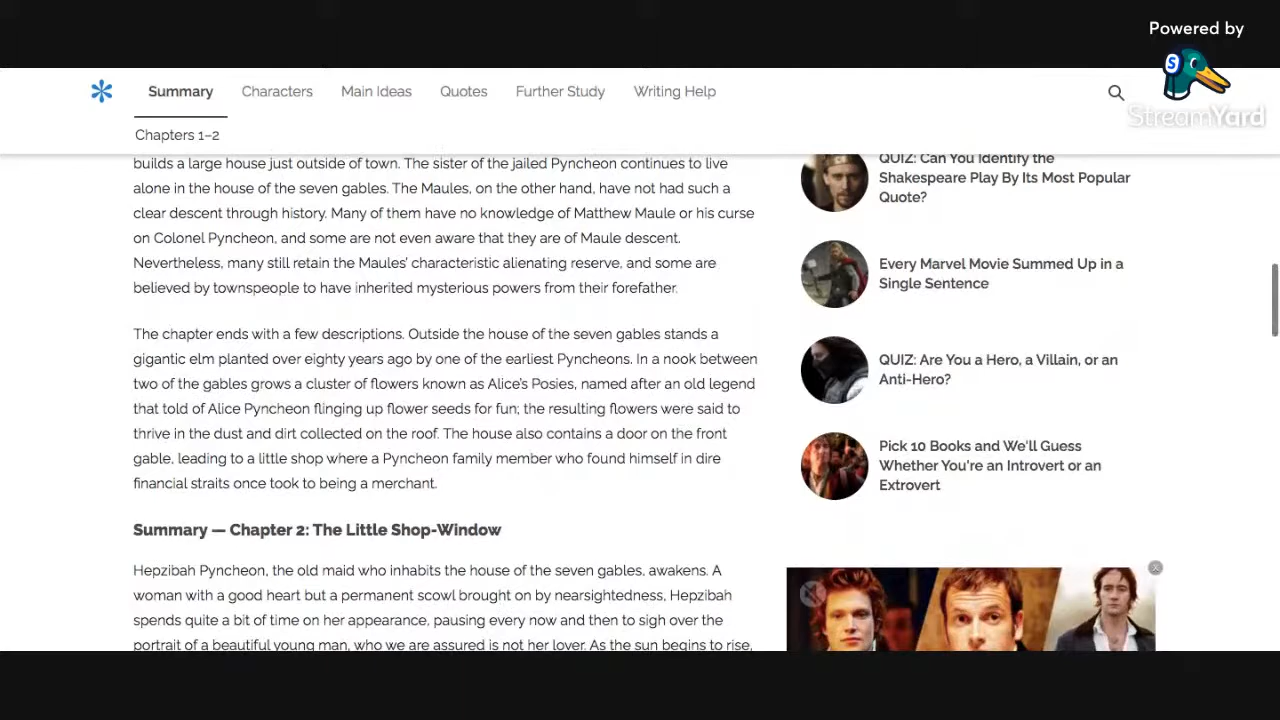 Powered by
StreamYard
Summary
Characters
Main Ideas
Quotes
Further Study
Writing Help
Chapters 1–2
builds a large house just outside of town. The sister of the jailed Pyncheon continues to live
alone in the house of the seven gables. The Maules, on the other hand, have not had such a
clear descent through history. Many of them have no knowledge of Matthew Maule or his curse
on Colonel Pyncheon, and some are not even aware that they are of Maule descent.
Nevertheless, many still retain the Maules' characteristic alienating reserve, and some are
believed by townspeople to have inherited mysterious powers from their forefather.
The chapter ends with a few descriptions. Outside the house of the seven gables stands a
gigantic elm planted over eighty years ago by one of the earliest Pyncheons. In a nook between
two of the gables grows a cluster of flowers known as Alice's Posies, named after an old legend
that told of Alice Pyncheon flinging up flower seeds for fun; the resulting flowers were said to
thrive in the dust and dirt collected on the roof. The house also contains a door on the front
gable, leading to a little shop where a Pyncheon family member who found himself in dire
financial straits once took to being a merchant.
Summary — Chapter 2: The Little Shop-Window
Hepzibah Pyncheon, the old maid who inhabits the house of the seven gables, awakens. A
woman with a good heart but a permanent scowl brought on by nearsightedness, Hepzibah
spends quite a bit of time on her appearance, pausing every now and then to sigh over the
portrait of a beautiful young man, who we are assured is not her lover. As the sun begins to rise,
QUIZ: Can You Identify the
Shakespeare Play By Its Most Popular
Quote?
Every Marvel Movie Summed Up in a
Single Sentence
QUIZ: Are You a Hero, a Villain, or an
Anti-Hero?
Pick 10 Books and We'll Guess
Whether You're an Introvert or an
Extrovert